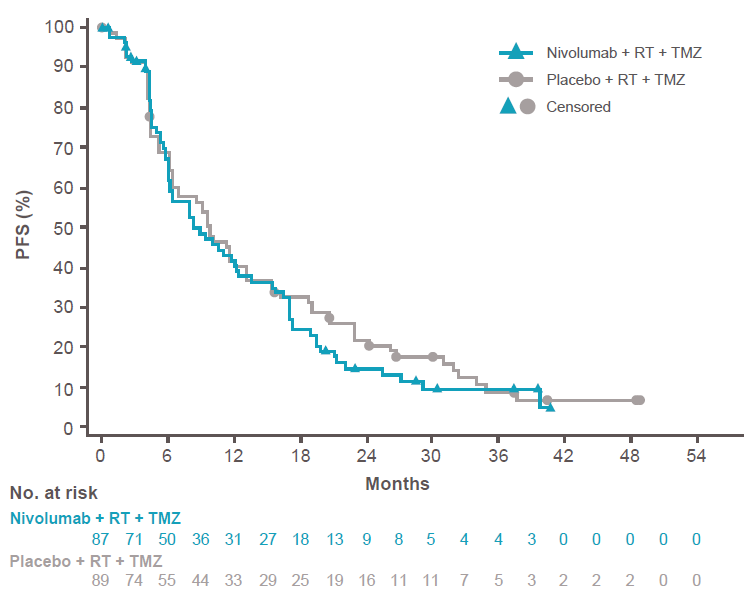 100
90
80
70
60
50
40
30
20
10
0
PFS (%)
Nivolumab + RT + TMZ
Placebo + RT + TMZ
Censored
0 6 12 18 24 30 36 42 48 54
Months
No. at risk
Nivolumab + RT + TMZ
87 71 50 36 31 27 18 13 9 8 5 4 4 3 0 0 0 0 0
Placebo + RT + TMZ
89 74 55 44 33 29 25 19 16 11 11 7 5 3 2 2 2 0 0